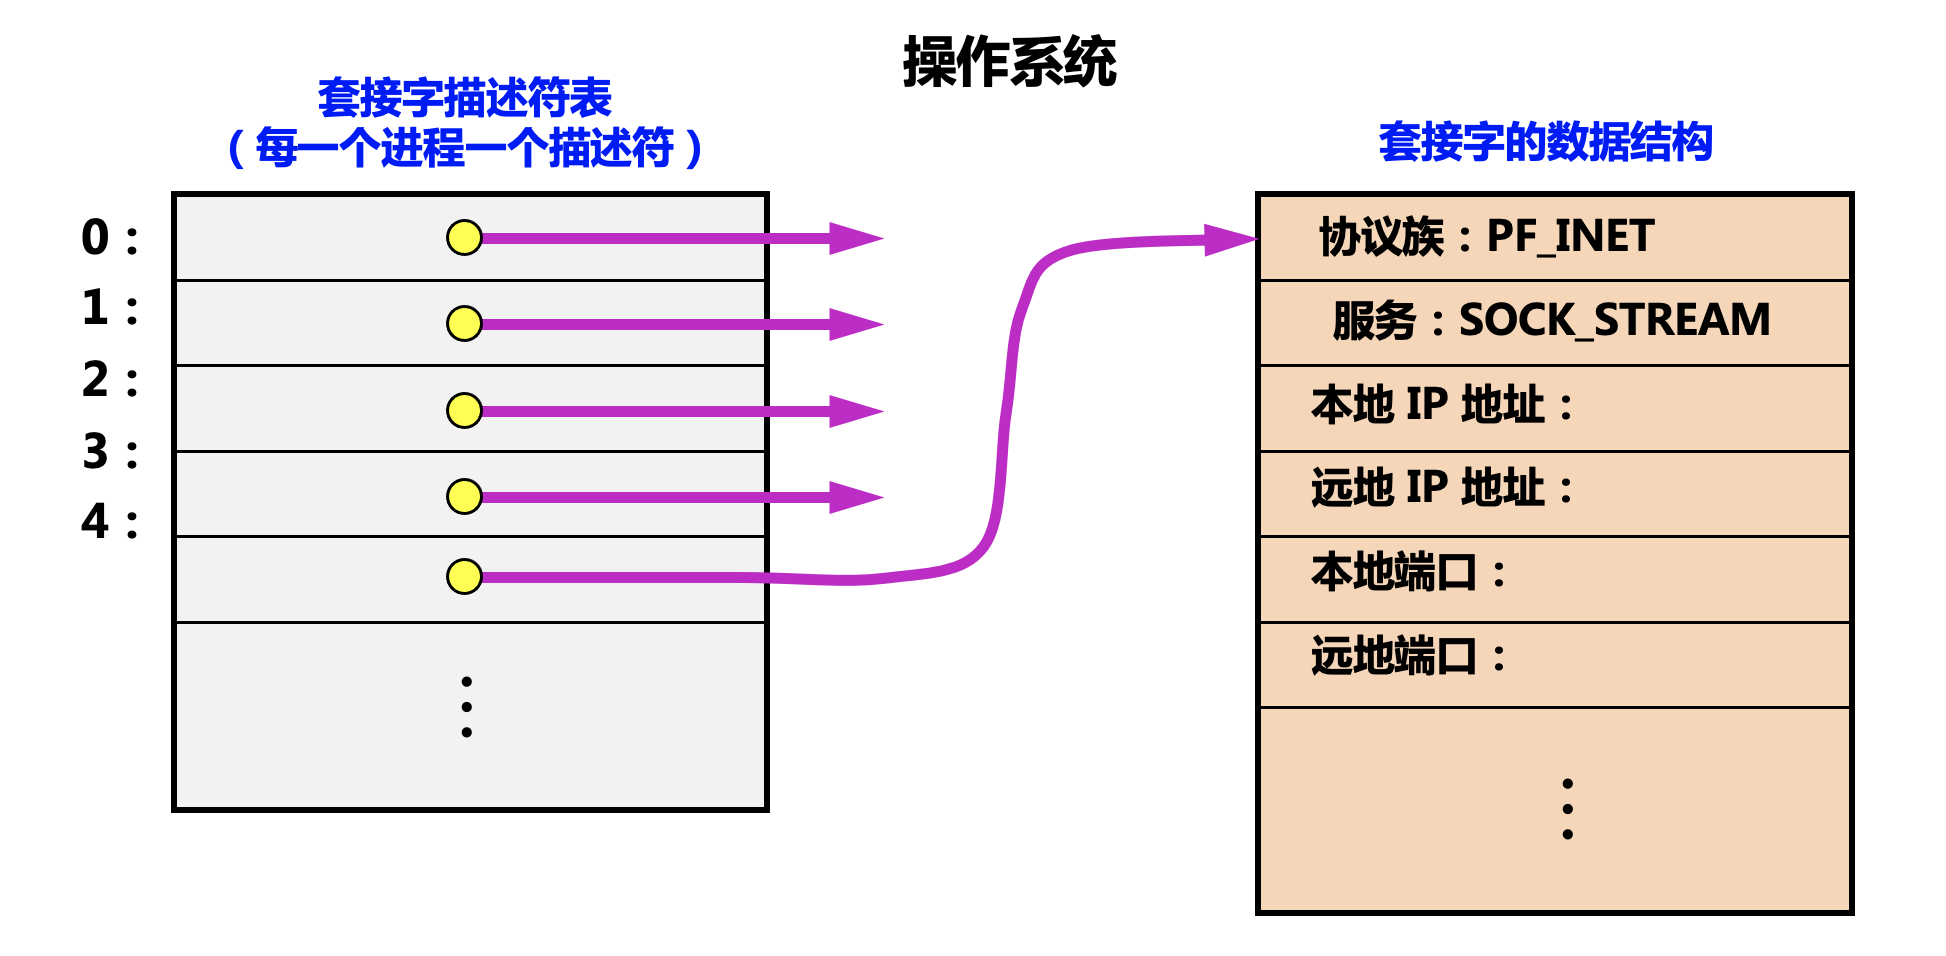 操作系统
套接字描述符表
（每一个进程一个描述符）
0：
1：
2：
3：
4：
套接字的数据结构
协议族：PF_INET
服务：SOCK_STREAM
本地 IP 地址：
远地 IP 地址：
本地端口：
远地端口：